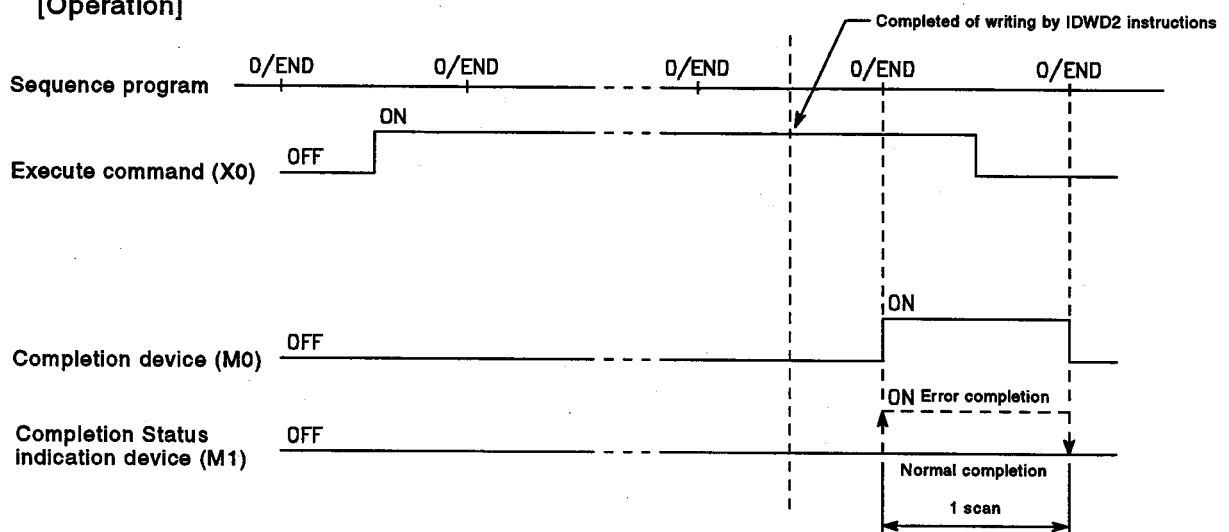 [Operation]
Completed of writing by IDWD2 instructions
0/END 0/END 0/END 0/END 0/END
Sequence program
ON
OFF
Execute command (X0)
ON
OFF
Completion device (M0)
ON Error completion
OFF
Completion Status
indication device (M1)
Normal completion
1 scan